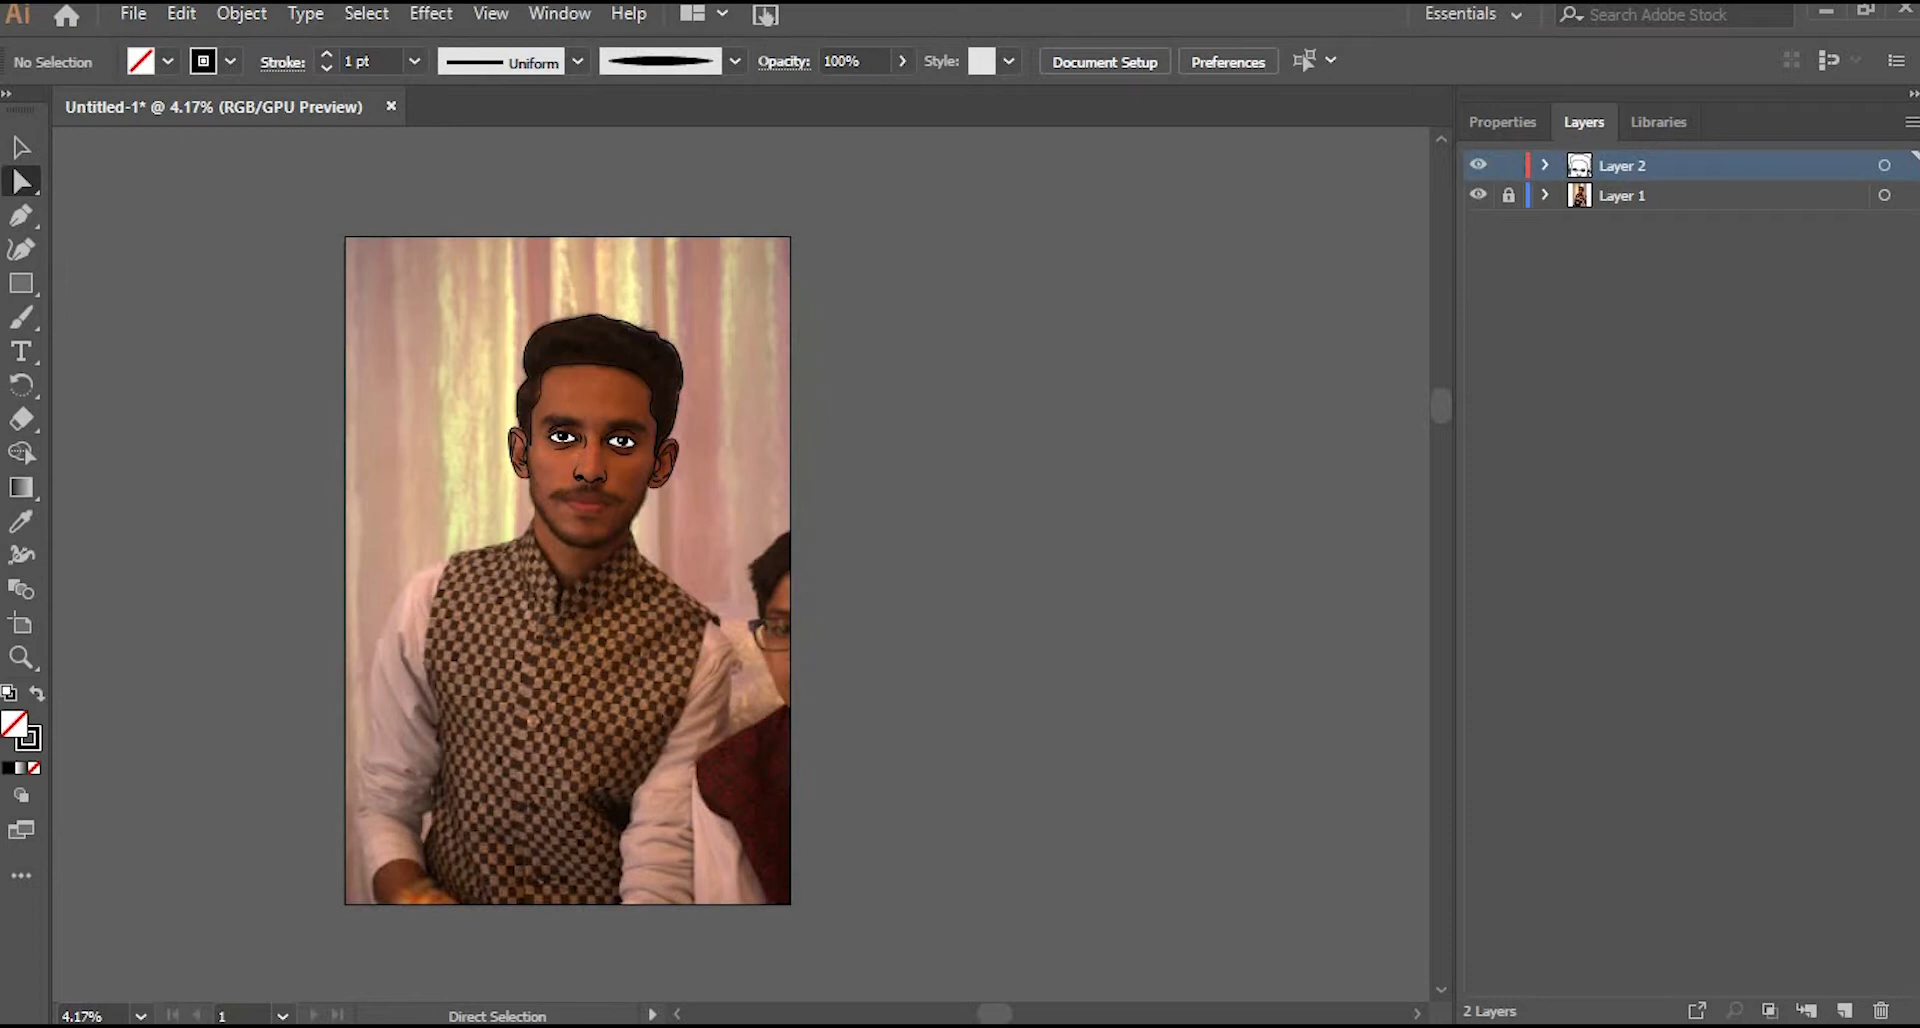 Ai File Edit Object Type Select Effect View Window Help Essentials Search Adobe Stock
No Selection Stroke: 1 pt Uniform Opacity: 100% Style: Document Setup Preferences
Untitled-1* @ 4.17% (RGB/GPU Preview)
Properties Layers Libraries
Layer 2
Layer 1
4.17% 1 Direct Selection 2 Layers